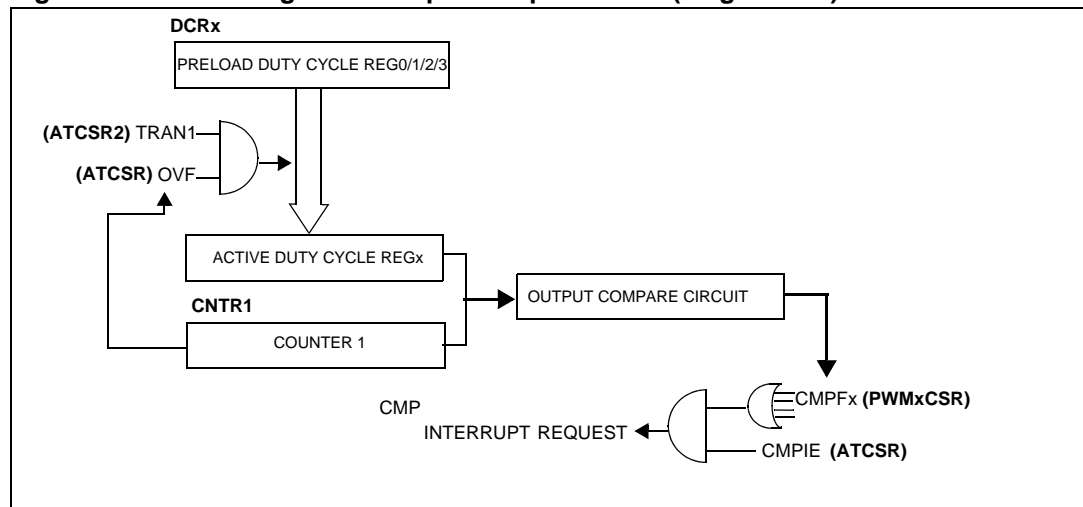 DCRx
PRELOAD DUTY CYCLE REG0/1/2/3
(ATCSR2) TRAN1
(ATCSR) OVF
ACTIVE DUTY CYCLE REGx
CNTR1
OUTPUT COMPARE CIRCUIT
COUNTER 1
CMPFx (PWMxCSR)
CMP
INTERRUPT REQUEST
CMPIE (ATCSR)